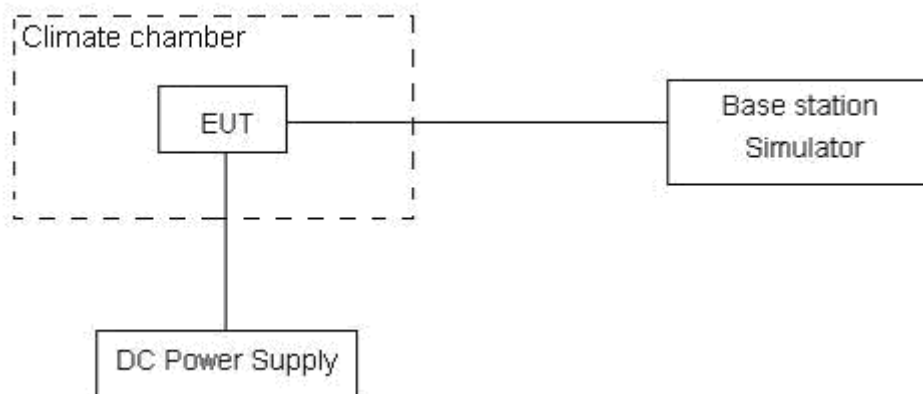 Climate chamber
EUT
Base station
Simulator
DC Power Supply